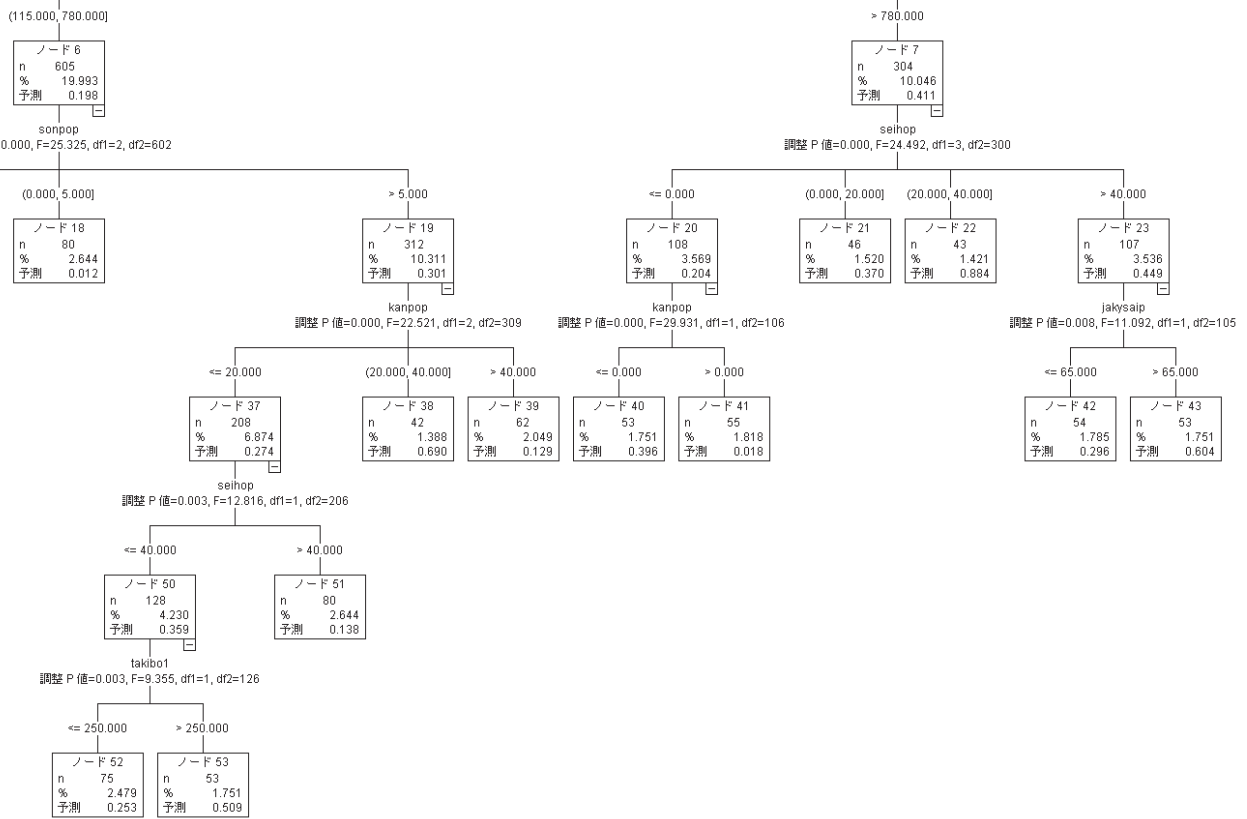 (115.000, 780.000]
> 780.000
ノード 6
n 605
% 19.993
予測 0.198
ノード 7
n 304
% 10.046
予測 0.411
sonpop
0.000, F=25.325, df1=2, df2=602
seihop
調整 P 値=0.000, F=24.492, df1=3, df2=300
(0.000, 5.000]
> 5.000
<= 0.000
(0.000, 20.000]
(20.000, 40.000]
> 40.000
ノード 18
n 80
% 2.644
予測 0.012
ノード 19
n 312
% 10.311
予測 0.301
ノード 20
n 108
% 3.569
予測 0.204
ノード 21
n 46
% 1.520
予測 0.370
ノード 22
n 43
% 1.421
予測 0.884
ノード 23
n 107
% 3.536
予測 0.449
kanpop
調整 P 値=0.000, F=22.521, df1=2, df2=309
kanpop
調整 P 値=0.000, F=29.931, df1=1, df2=106
jakysaip
調整 P 値=0.008, F=11.092, df1=1, df2=105
<= 20.000
(20.000, 40.000]
> 40.000
<= 0.000
> 0.000
<= 65.000
> 65.000
ノード 37
n 208
% 6.874
予測 0.274
ノード 38
n 42
% 1.388
予測 0.690
ノード 39
n 62
% 2.049
予測 0.129
ノード 40
n 53
% 1.751
予測 0.396
ノード 41
n 55
% 1.818
予測 0.018
ノード 42
n 54
% 1.785
予測 0.296
ノード 43
n 53
% 1.751
予測 0.604
seihop
調整 P 値=0.003, F=12.816, df1=1, df2=206
<= 40.000
> 40.000
ノード 50
n 128
% 4.230
予測 0.359
ノード 51
n 80
% 2.644
予測 0.138
takibo1
調整 P 値=0.003, F=9.355, df1=1, df2=126
<= 250.000
> 250.000
ノード 52
n 75
% 2.479
予測 0.253
ノード 53
n 53
% 1.751
予測 0.509